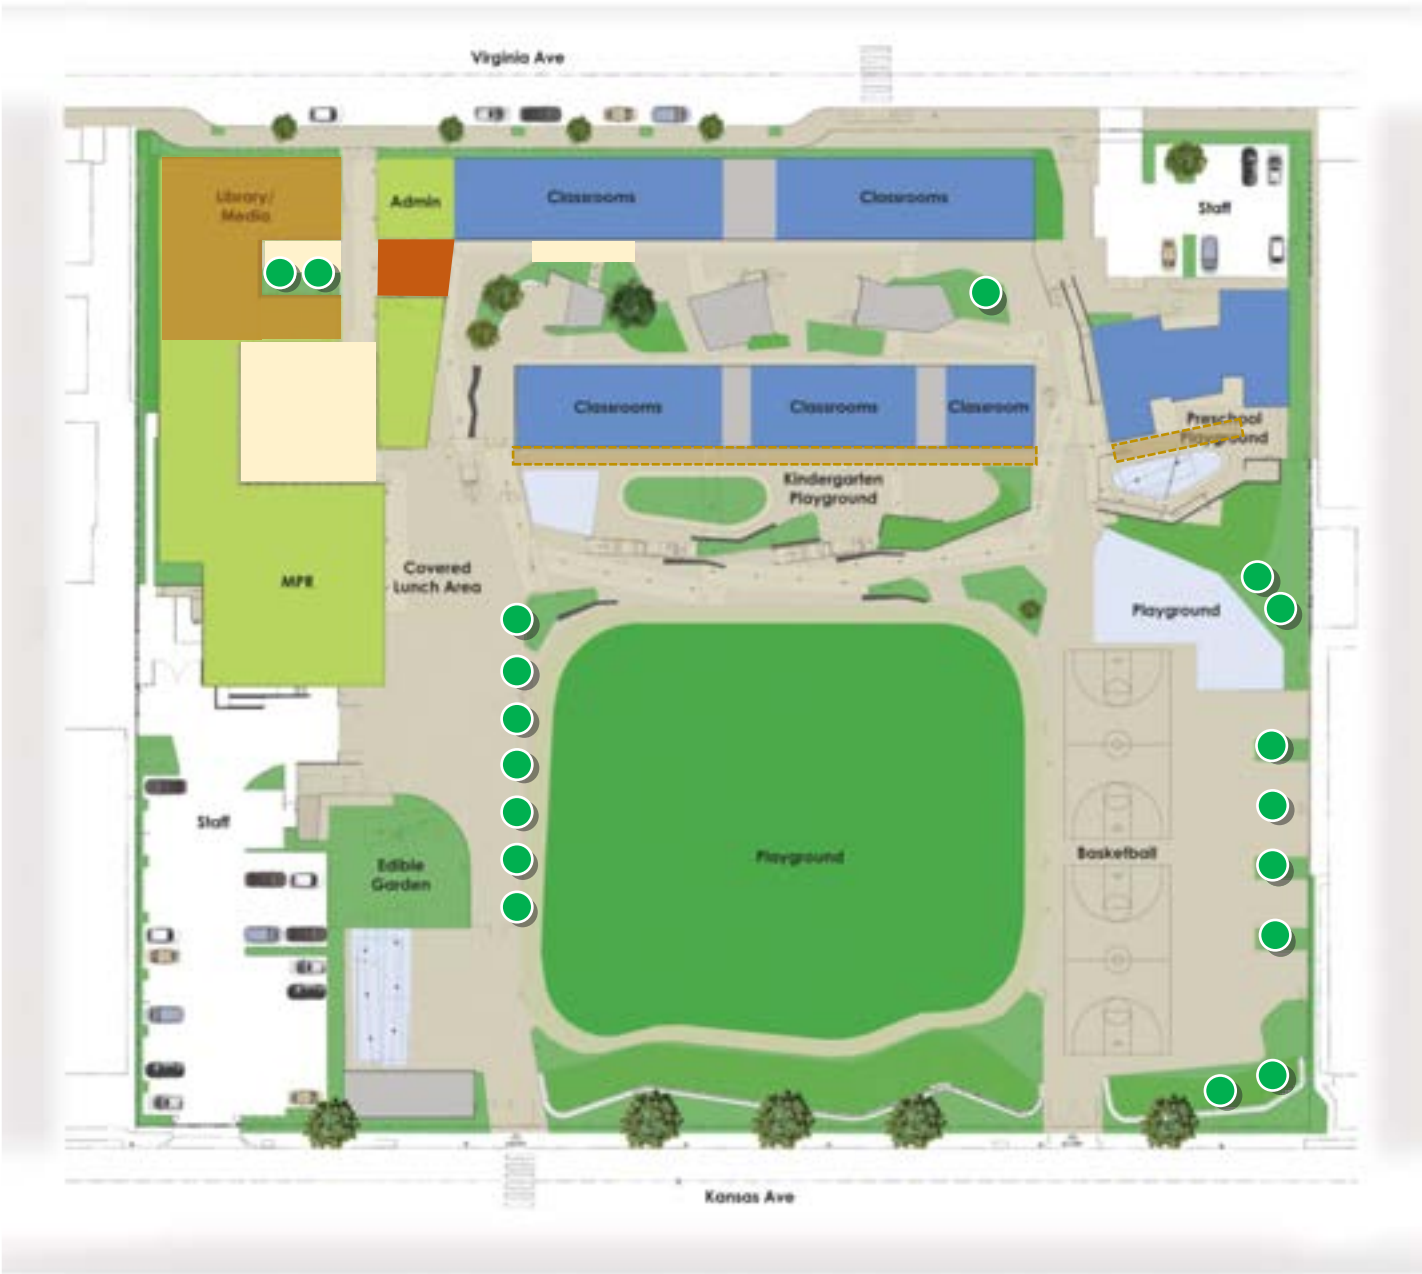 Virginia Ave
Library/
Media
Admin
Classrooms
Classrooms
Staff
Classrooms
Classrooms
Classroom
Preschool
Playground
Kindergarten
Playground
MPR
Covered
Lunch Area
Playground
Staff
Edible
Garden
Playground
Basketball
Kansas Ave